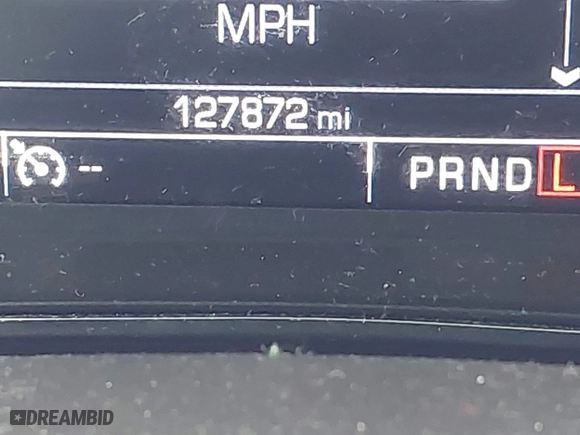 MPH
127872 mi
-- PRNDL
DREAMBID